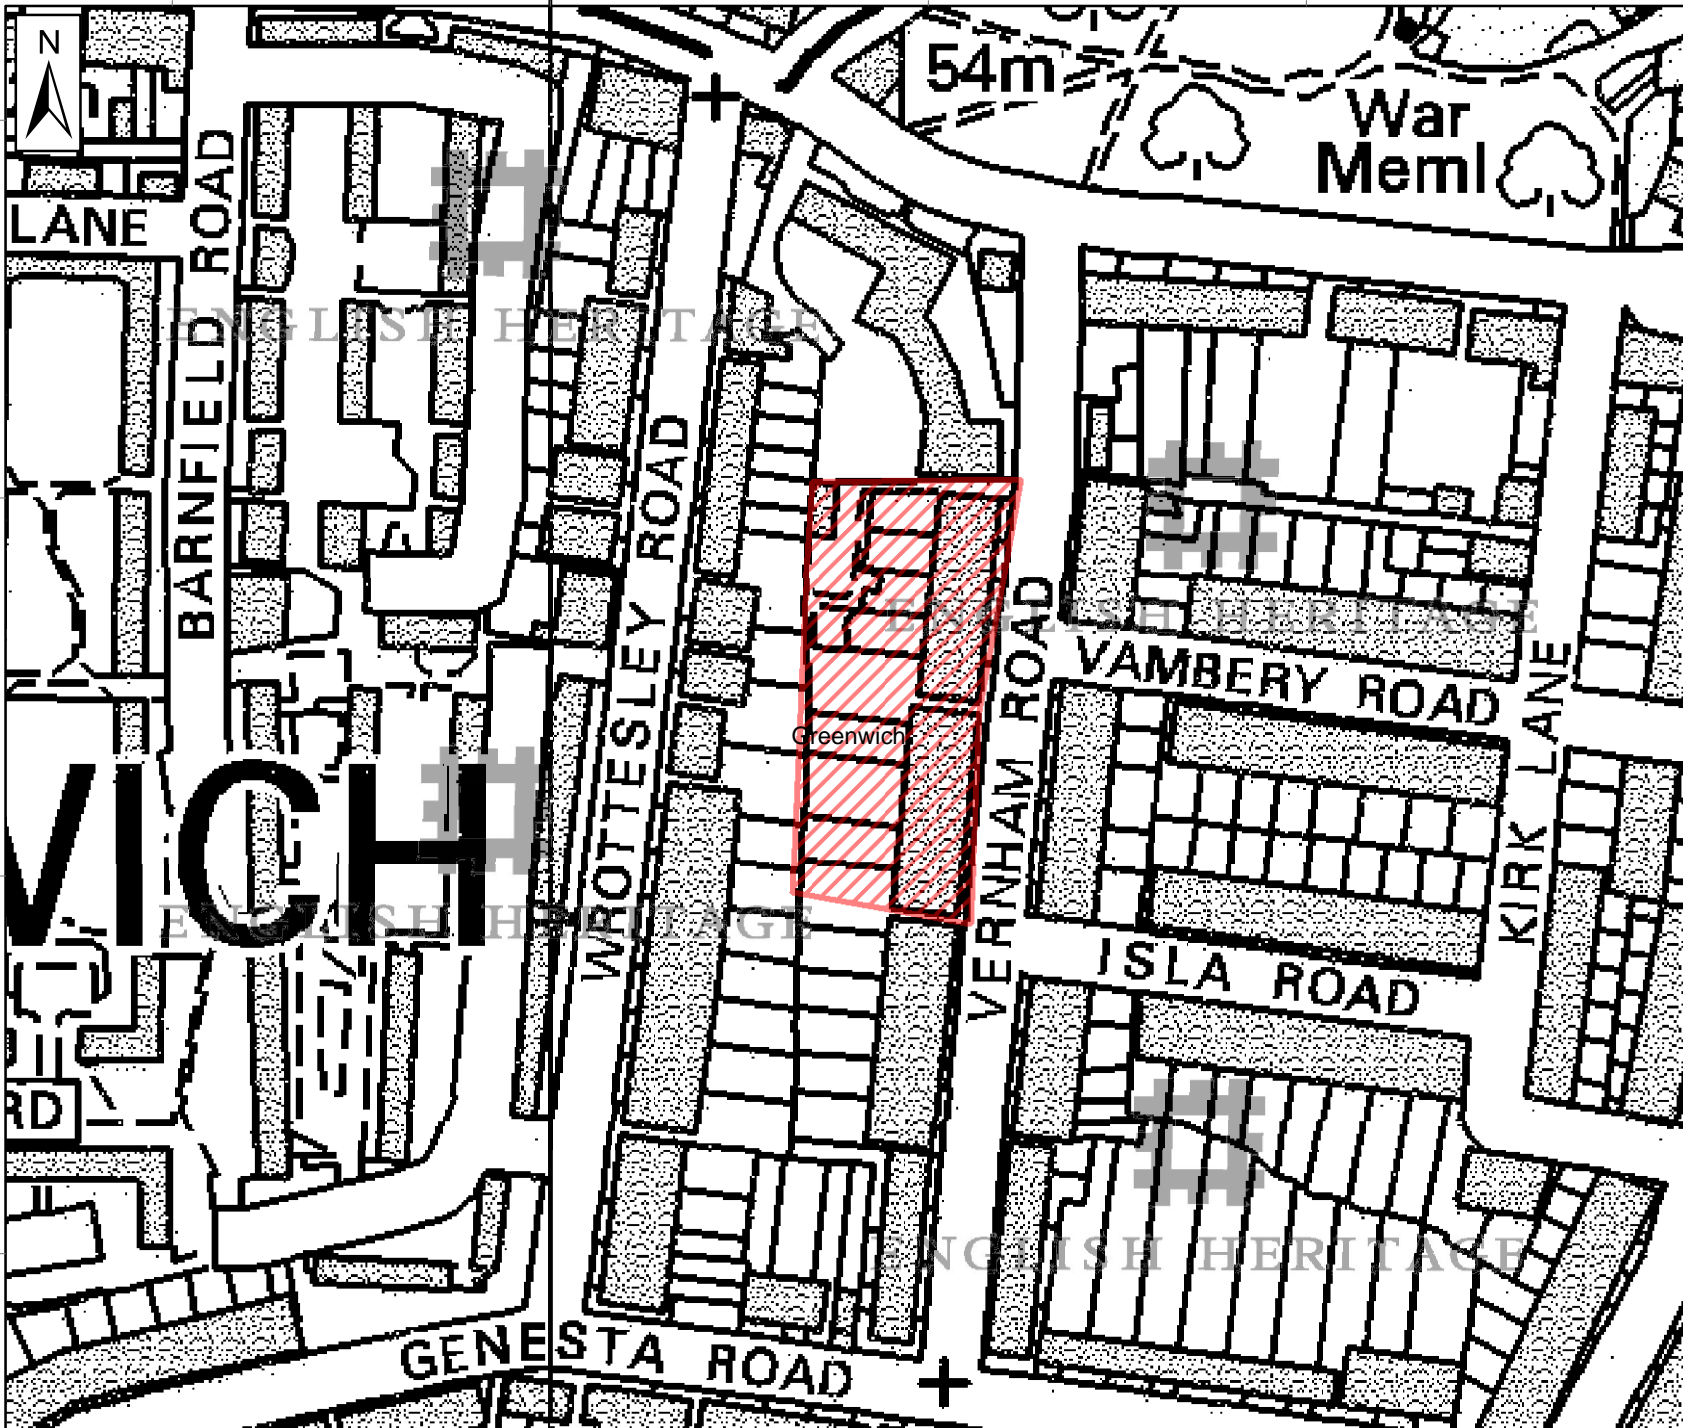 N
54m
War
Meml
LANE
BARNFIELD ROAD
ENGLISH HERITAGE
WOTTESLEY ROAD
ENGLISH HERITAGE
VERNHAM ROAD
VAMBERY ROAD
KIRK LANE
Greenwich
VICH
ENGLISH HERITAGE
ISLA ROAD
RD
ENGLISH HERITAGE
GENESTA ROAD